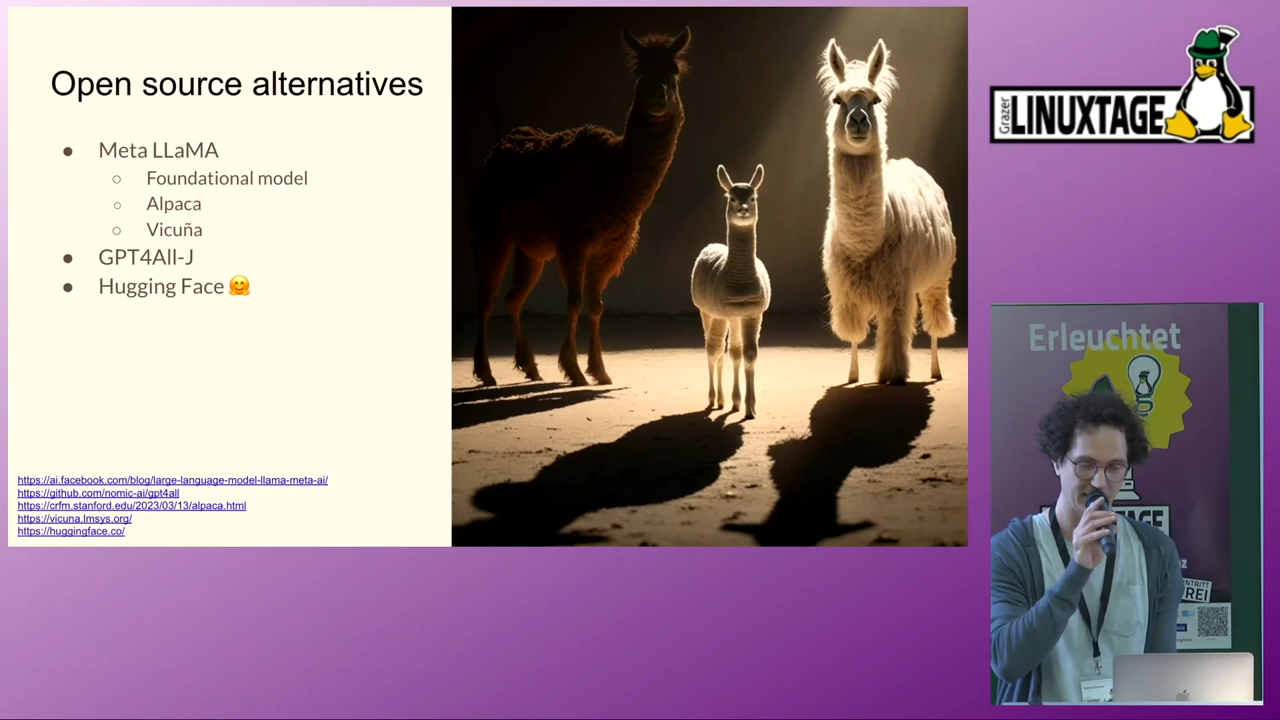 Open source alternatives
● Meta LLaMA
○ Foundational model
○ Alpaca
○ Vicuña
● GPT4All-J
● Hugging Face 🤗
https://ai.facebook.com/blog/large-language-model-llama-meta-ai/
https://github.com/nomic-ai/gpt4all
https://crfm.stanford.edu/2023/03/13/alpaca.html
https://vicuna.lmsys.org/
https://huggingface.co/
Grazer
LINUXTAGE
Erleuchtet